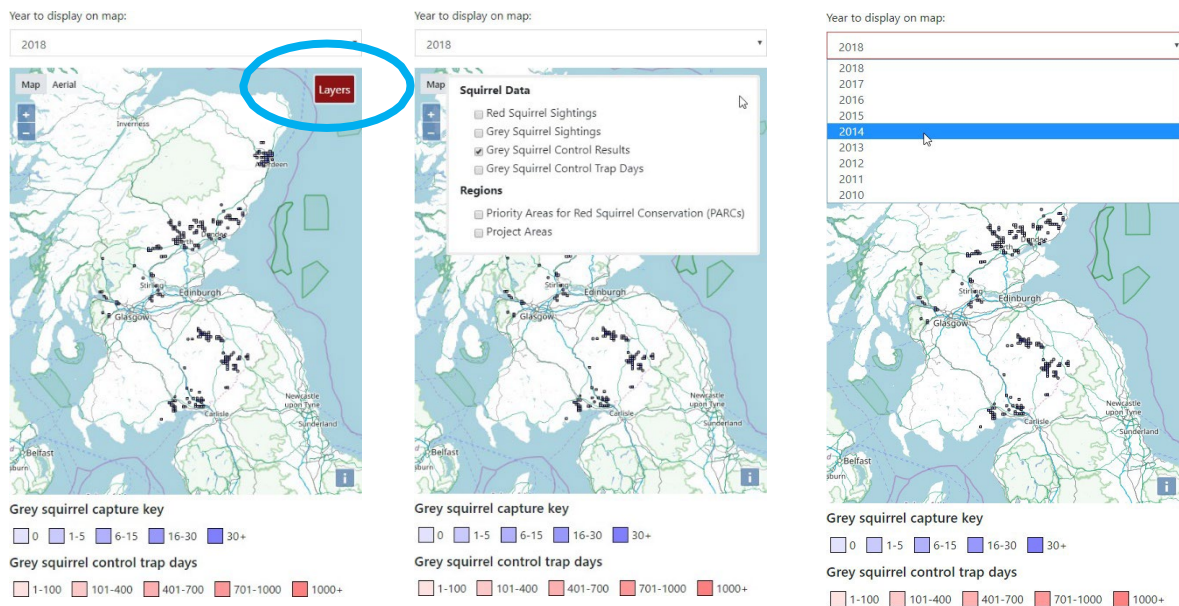 Year to display on map:
2018
Map Aerial
Layers
+
−
Inverness
Aberdeen
Dundee
Perth
Stirling
Edinburgh
Glasgow
Carlisle
Newcastle
upon Tyne
Sunderland
Belfast
i
Grey squirrel capture key
0 1-5 6-15 16-30 30+
Grey squirrel control trap days
1-100 101-400 401-700 701-1000 1000+
Year to display on map:
2018
Map
+
−
Squirrel Data
Red Squirrel Sightings
Grey Squirrel Sightings
Grey Squirrel Control Results
Grey Squirrel Control Trap Days
Regions
Priority Areas for Red Squirrel Conservation (PARCs)
Project Areas
Stirling
Edinburgh
Glasgow
Carlisle
Newcastle
upon Tyne
Sunderland
Belfast
i
Grey squirrel capture key
0 1-5 6-15 16-30 30+
Grey squirrel control trap days
1-100 101-400 401-700 701-1000 1000+
Year to display on map:
2018
2018
2017
2016
2015
2014
2013
2012
2011
2010
Dundee
Perth
Stirling
Edinburgh
Glasgow
Carlisle
Newcastle
upon Tyne
Sunderland
Belfast
i
Grey squirrel capture key
0 1-5 6-15 16-30 30+
Grey squirrel control trap days
1-100 101-400 401-700 701-1000 1000+